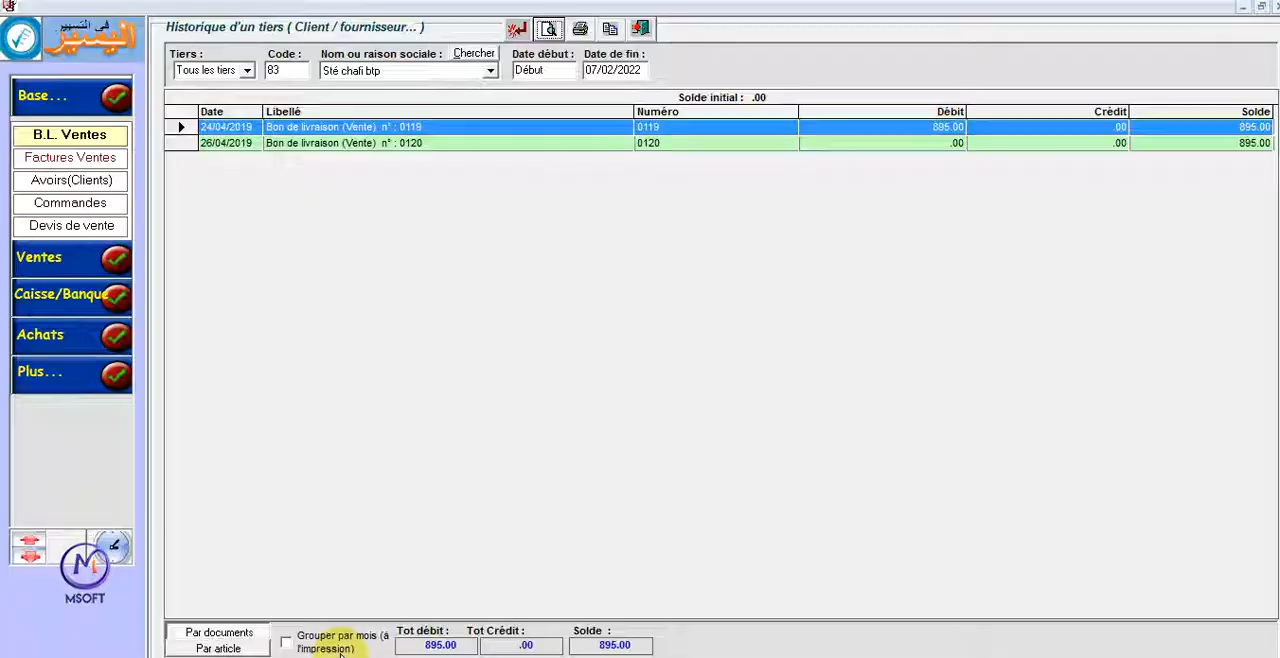 في التسيير
اليسير
Base...
B.L. Ventes
Factures Ventes
Avoirs(Clients)
Commandes
Devis de vente
Ventes
Caisse/Banque
Achats
Plus...
M
MSOFT
Historique d'un tiers ( Client / fournisseur... )
Tiers : Code : Nom ou raison sociale : Chercher Date début : Date de fin :
Tous les tiers 83 Sté chafi btp Début 07/02/2022
Solde initial : .00
Date Libellé Numéro Débit Crédit Solde
24/04/2019 Bon de livraison (Vente) n° : 0119 0119 895.00 .00 895.00
26/04/2019 Bon de livraison (Vente) n° : 0120 0120 .00 .00 895.00
Par documents
Par article
Grouper par mois (à
l'impression)
Tot débit : Tot Crédit : Solde :
895.00 .00 895.00